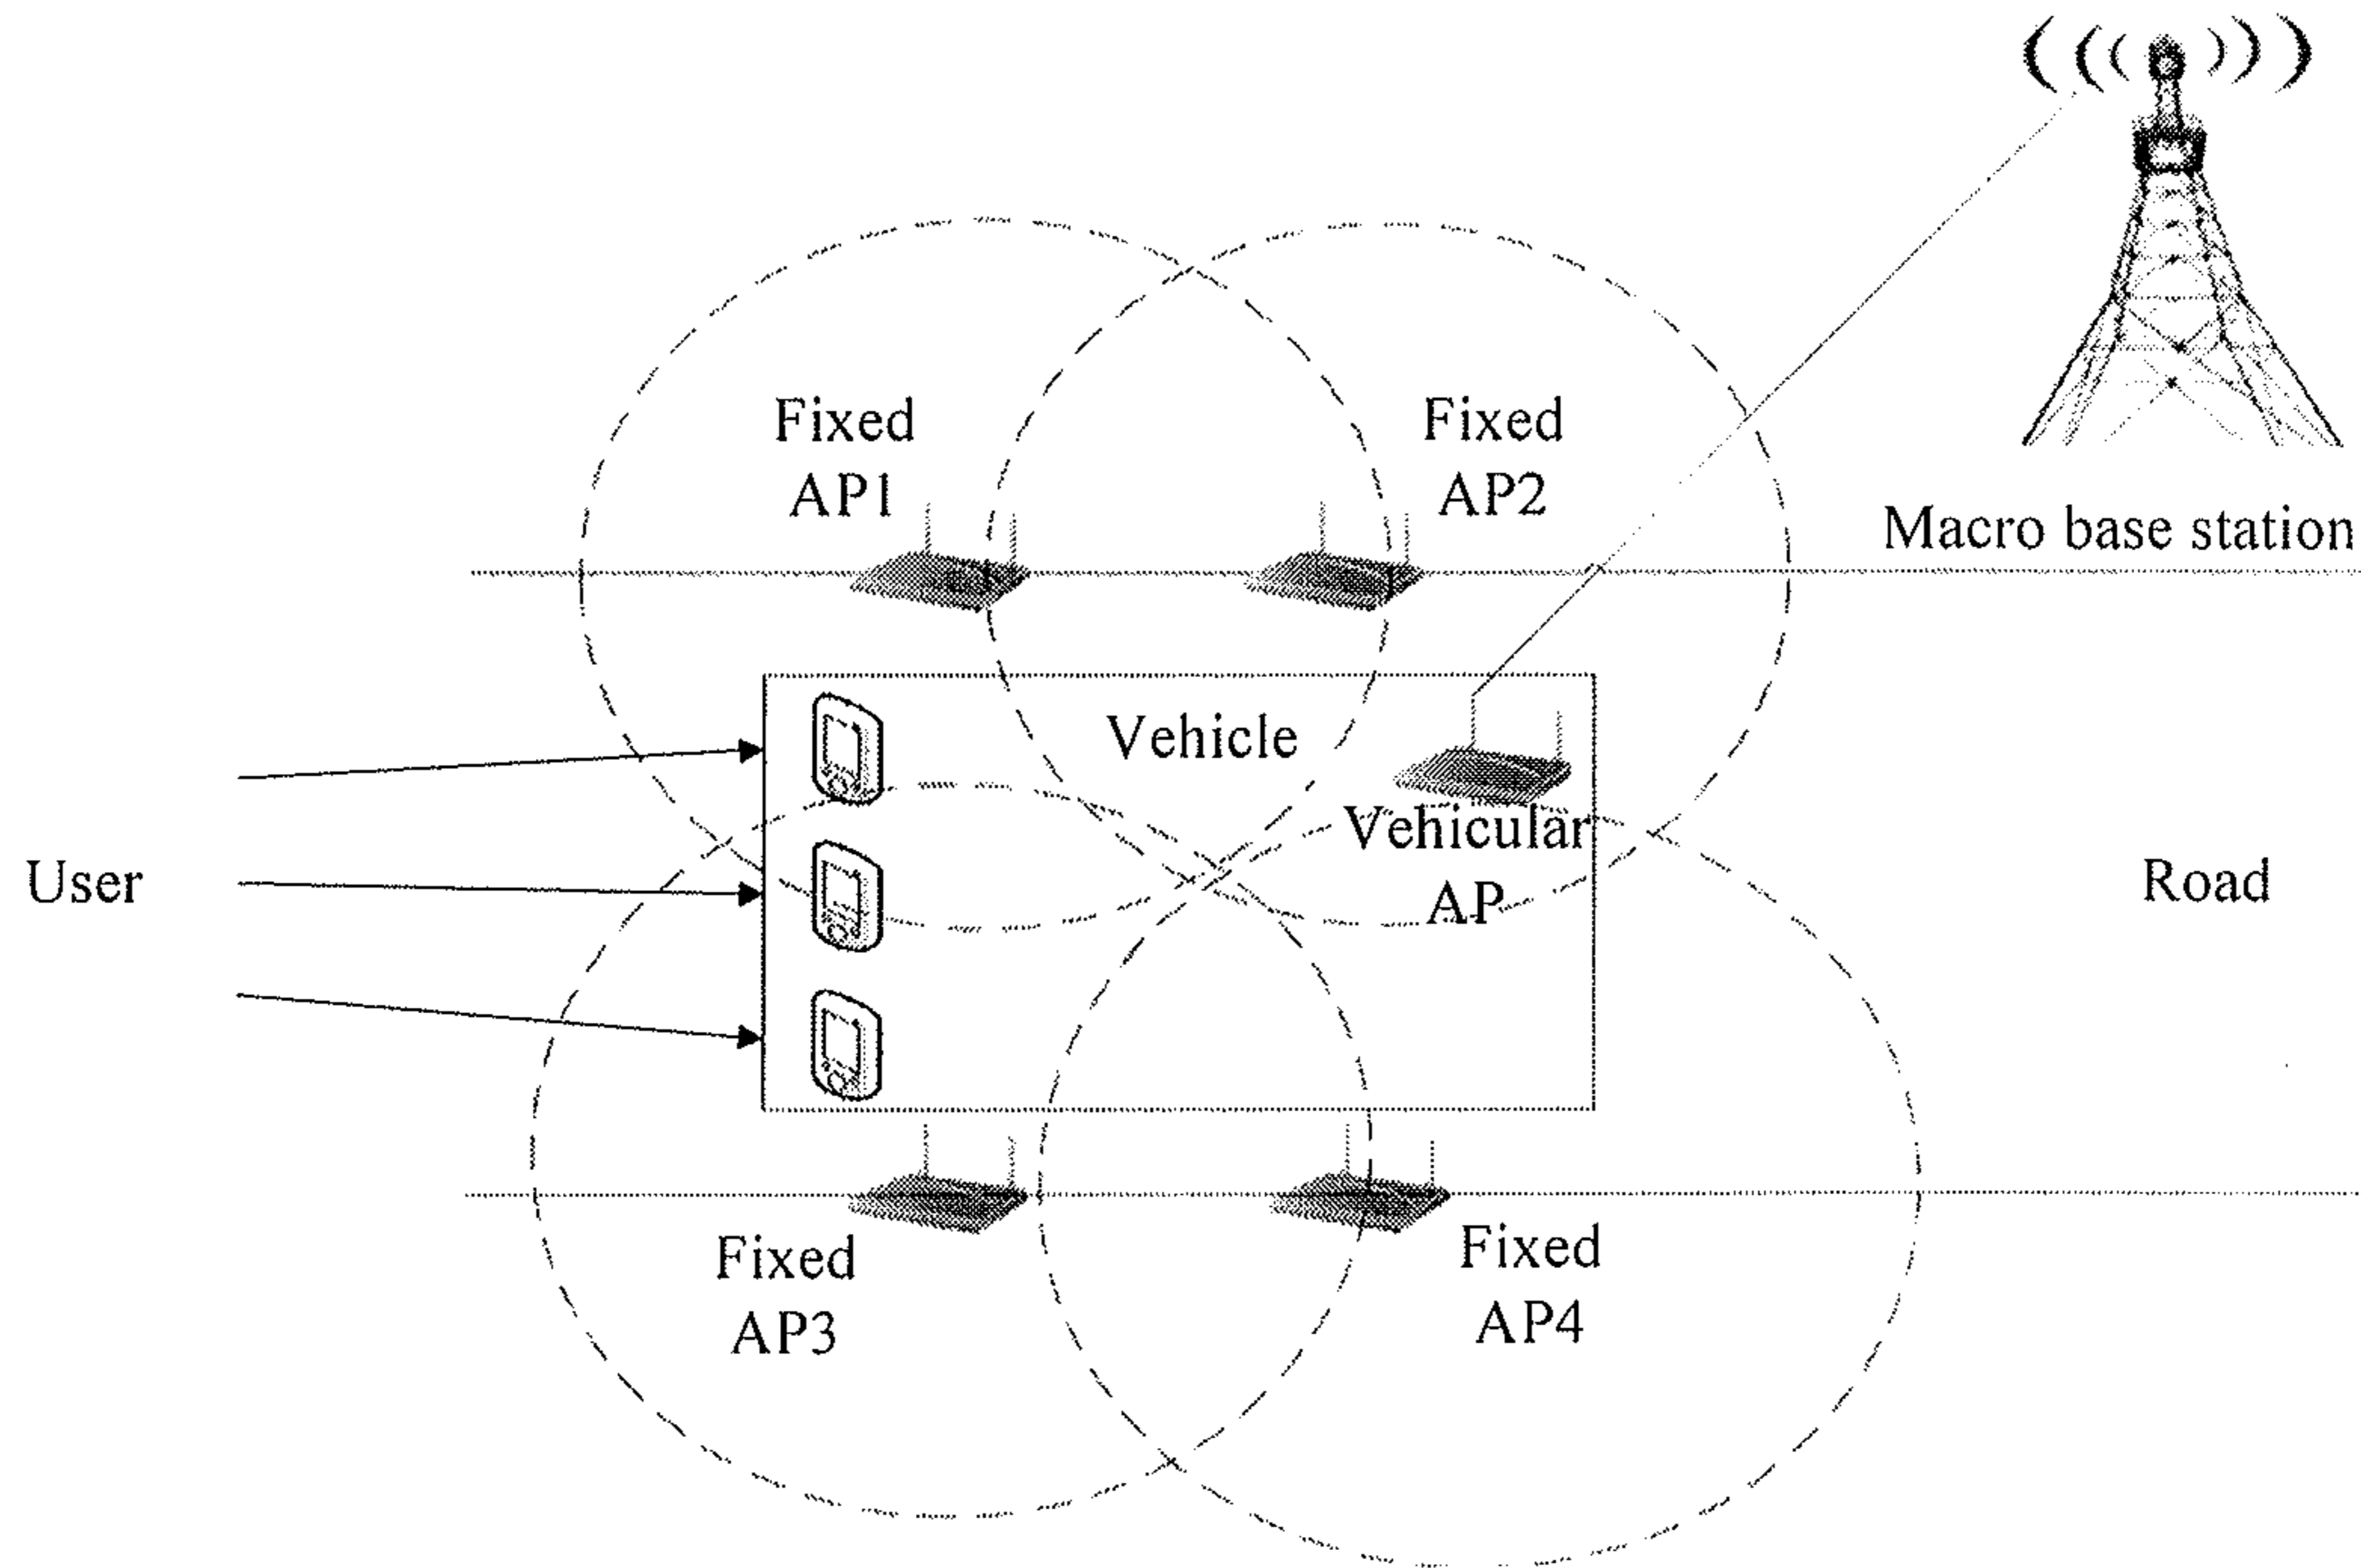 Fixed
AP1
Fixed
AP2
Macro base station
Vehicle
Vehicular
AP
User
Road
Fixed
AP3
Fixed
AP4